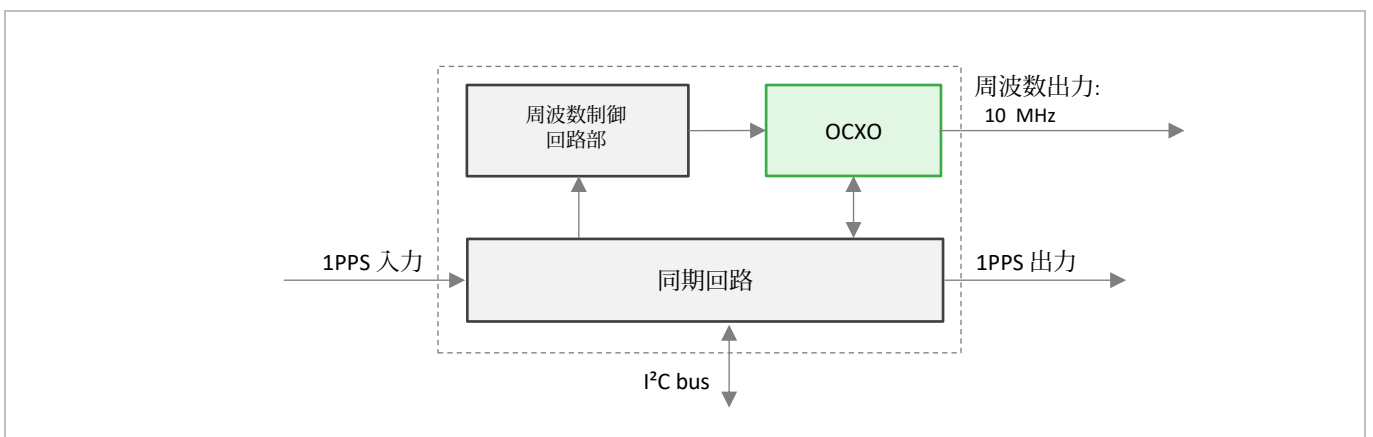 周波数制御
回路部
OCXO
周波数出力:
10 MHz
1PPS 入力
同期回路
1PPS 出力
I²C bus